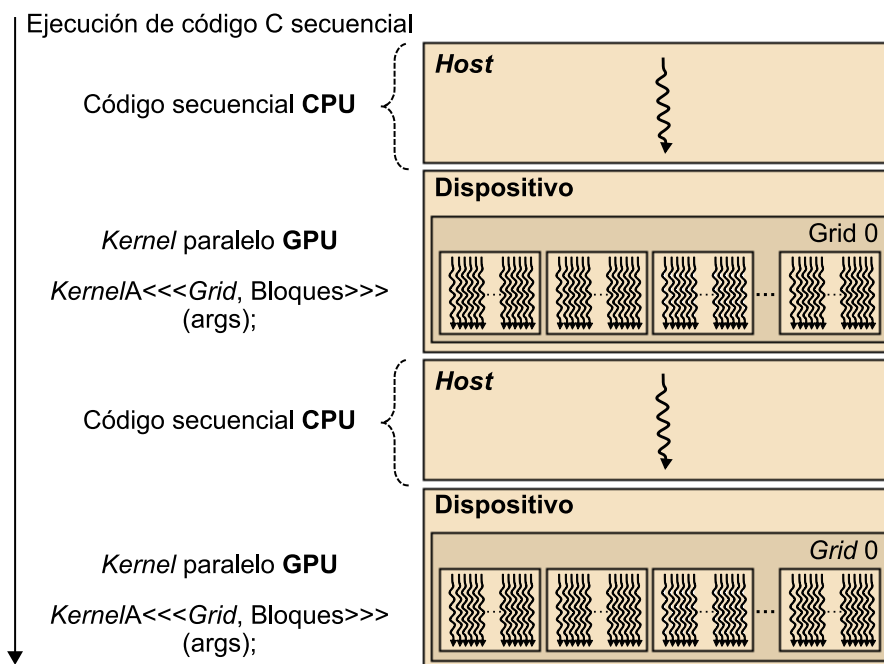 Ejecución de código C secuencial
Host
Código secuencial CPU
Dispositivo
Grid 0
Kernel paralelo GPU
KernelA<<<Grid, Bloques>>>
(args);
Host
Código secuencial CPU
Dispositivo
Grid 0
Kernel paralelo GPU
KernelA<<<Grid, Bloques>>>
(args);